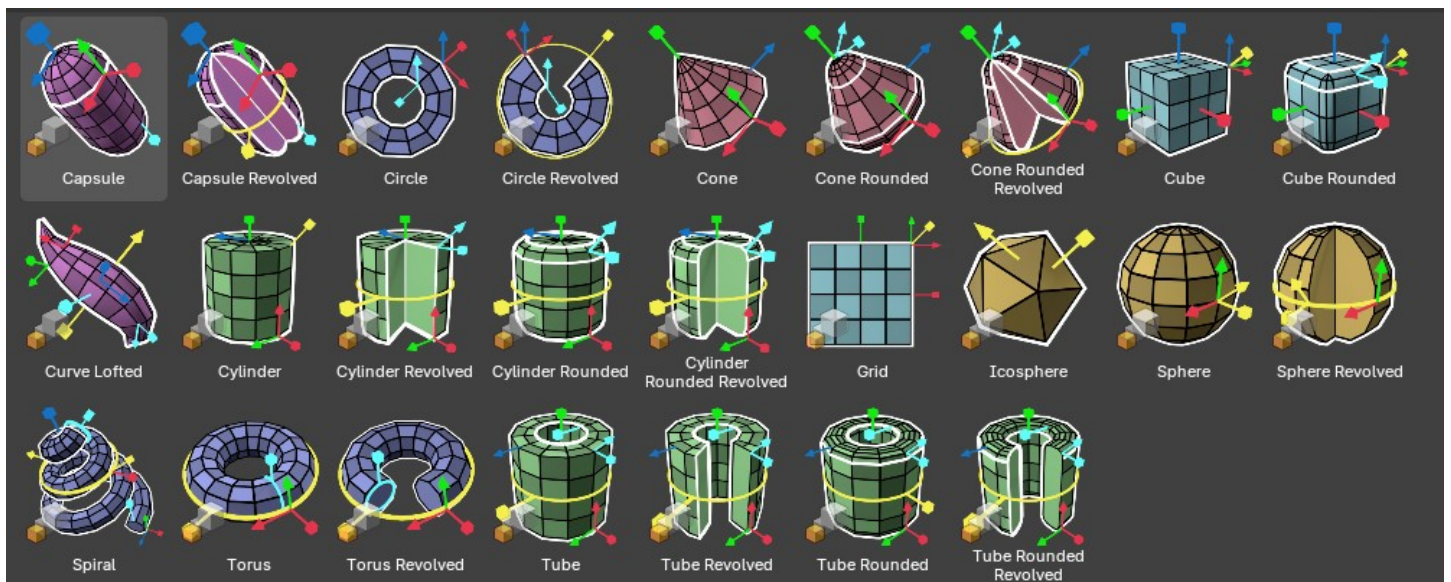 Capsule
Capsule Revolved
Circle
Circle Revolved
Cone
Cone Rounded
Cone Rounded
Revolved
Cube
Cube Rounded
Curve Lofted
Cylinder
Cylinder Revolved
Cylinder Rounded
Cylinder
Rounded Revolved
Grid
Icosphere
Sphere
Sphere Revolved
Spiral
Torus
Torus Revolved
Tube
Tube Revolved
Tube Rounded
Tube Rounded
Revolved